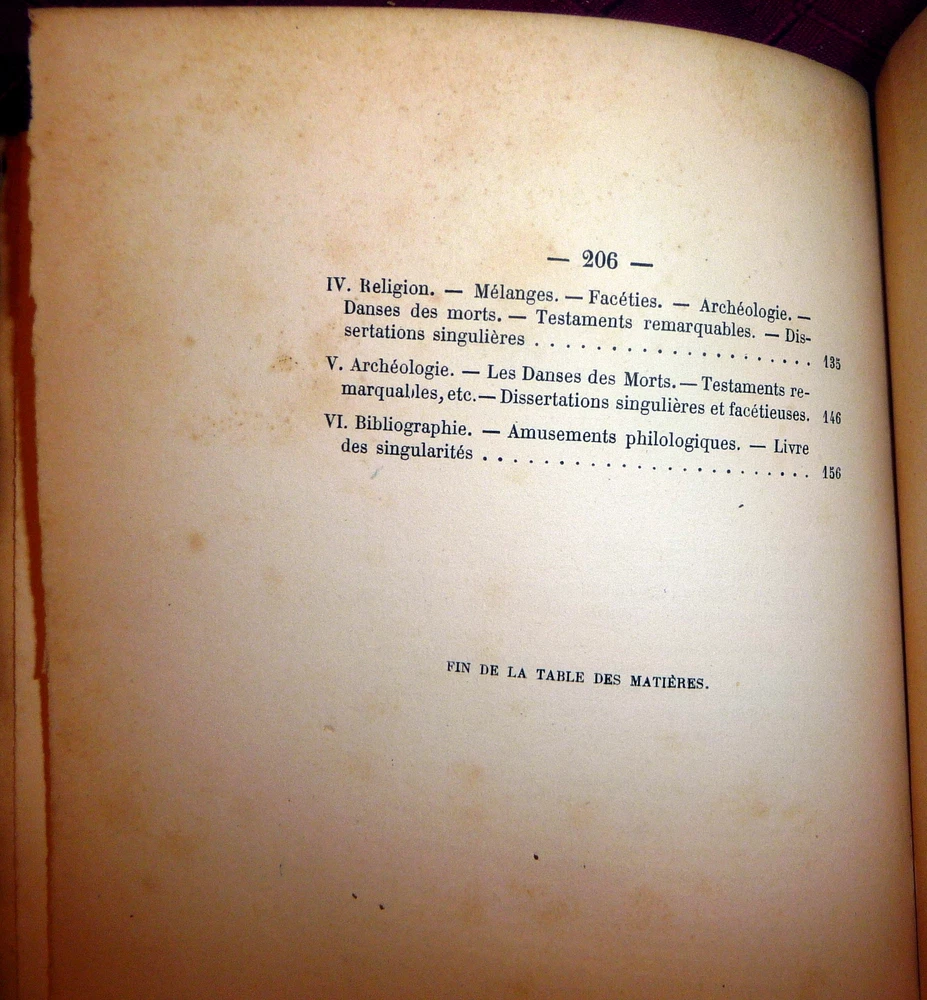 — 206 —
IV. Religion. — Mélanges. — Facéties. — Archéologie. —
Danses des morts. — Testaments remarquables. — Dis-
sertations singulières . . . . . . . . . . . . . . . . . . . . . . 135
V. Archéologie. — Les Danses des Morts. — Testaments re-
marquables, etc. — Dissertations singulières et facétieuses. 146
VI. Bibliographie. — Amusements philologiques. — Livre
des singularités . . . . . . . . . . . . . . . . . . . . . . . . 156
FIN DE LA TABLE DES MATIÈRES.